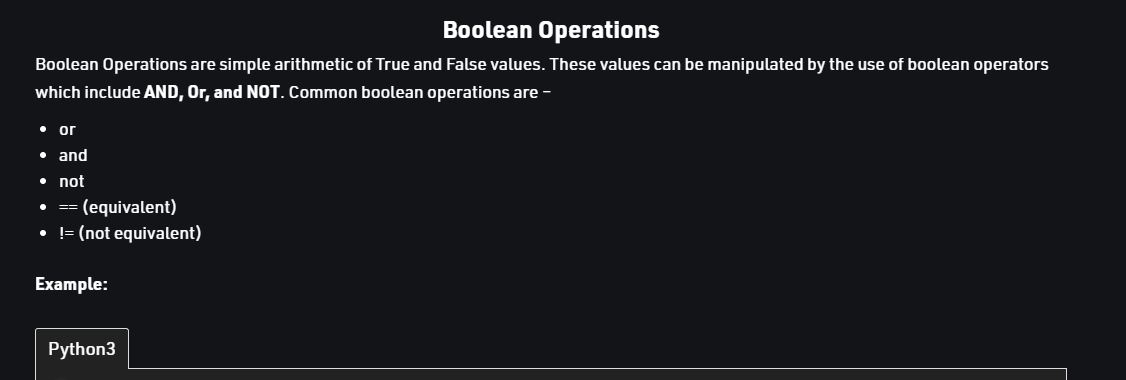 Boolean Operations
Boolean Operations are simple arithmetic of True and False values. These values can be manipulated by the use of boolean operators
which include AND, Or, and NOT. Common boolean operations are –
• or
• and
• not
• == (equivalent)
• != (not equivalent)
Example:
Python3